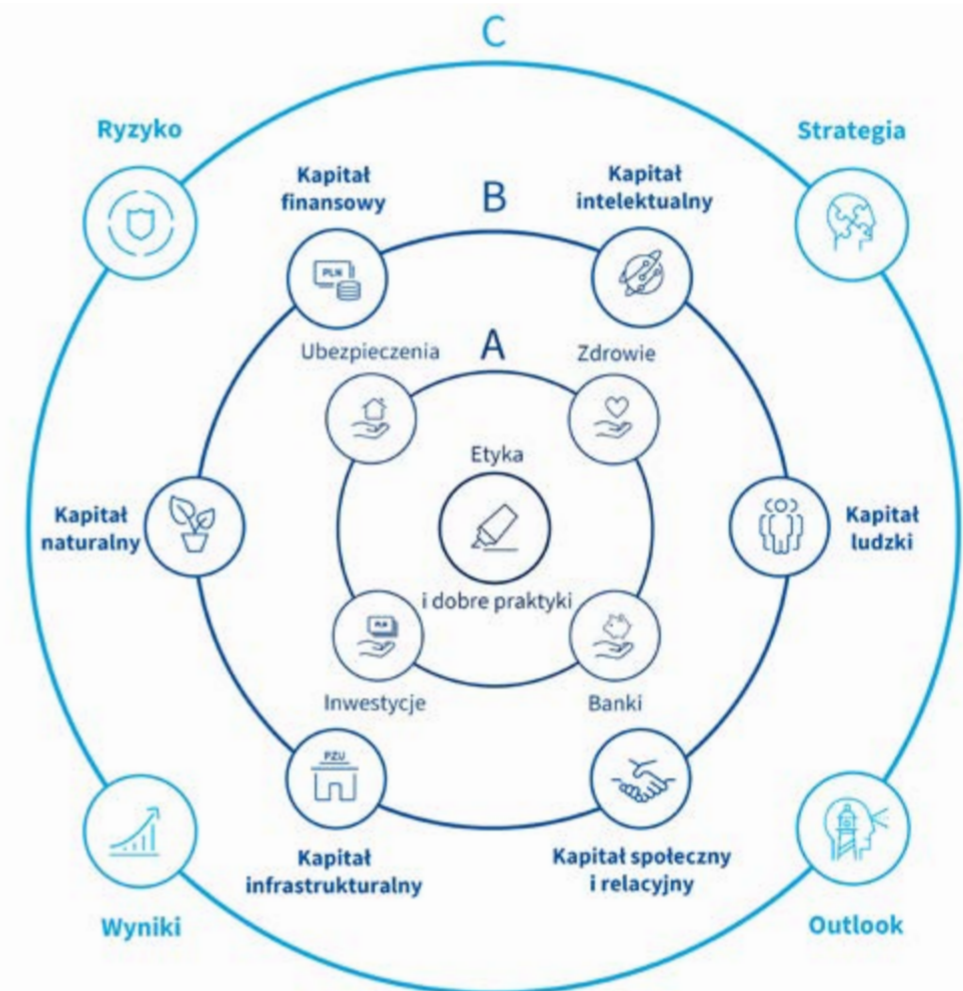 C
Ryzyko
Strategia
Kapitał
finansowy
B
Kapitał
intelektualny
PLN
Ubezpieczenia
A
Zdrowie
Etyka
Kapitał
naturalny
Kapitał
ludzki
i dobre praktyki
Inwestycje
Banki
PZU
Kapitał
infrastrukturalny
Kapitał społeczny
i relacyjny
Wyniki
Outlook